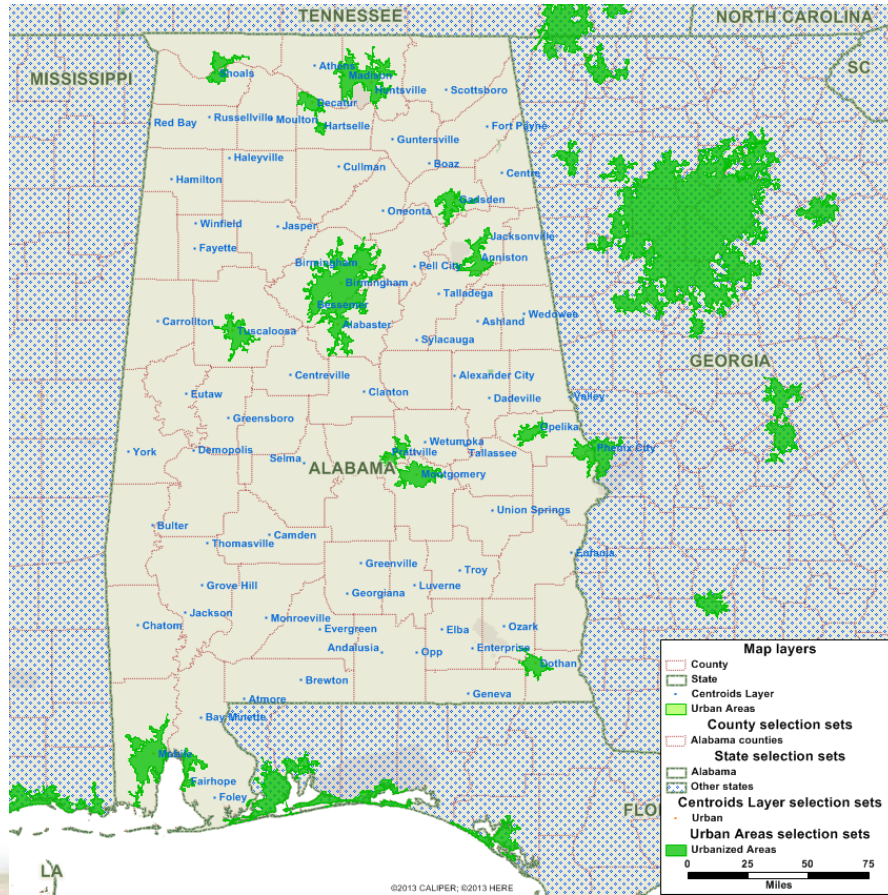 TENNESSEE
NORTH CAROLINA
MISSISSIPPI
SC
Shoals
Athens
Madison
Huntsville
Scottsboro
Decatur
Red Bay
Russellville
Moulton
Hartselle
Fort Payne
Guntersville
Haleyville
Cullman
Boaz
Centre
Hamilton
Gadsden
Oneonta
Winfield
Jasper
Jacksonville
Fayette
Birmingham
Pell City
Anniston
Birmingham
Talladega
Bessemer
Wedowee
Carrollton
Tuscaloosa
Alabaster
Ashland
Sylacauga
GEORGIA
Centreville
Alexander City
Eutaw
Clanton
Dadeville
Valley
Greensboro
Opelika
York
Demopolis
Selma
Wetumpka
Prattville
Tallassee
Phenix City
ALABAMA
Montgomery
Union Springs
Bulter
Camden
Thomasville
Eufaula
Greenville
Troy
Grove Hill
Georgiana
Luverne
Jackson
Monroeville
Chatom
Evergreen
Elba
Ozark
Andalusia
Opp
Enterprise
Dothan
Brewton
Geneva
Atmore
Bay Minette
Mobile
Fairhope
Foley
FLO
LA
Map layers
County
State
Centroids Layer
Urban Areas
County selection sets
Alabama counties
State selection sets
Alabama
Other states
Centroids Layer selection sets
Urban
Urban Areas selection sets
Urbanized Areas
0 25 50 75
Miles
©2013 CALIPER; ©2013 HERE